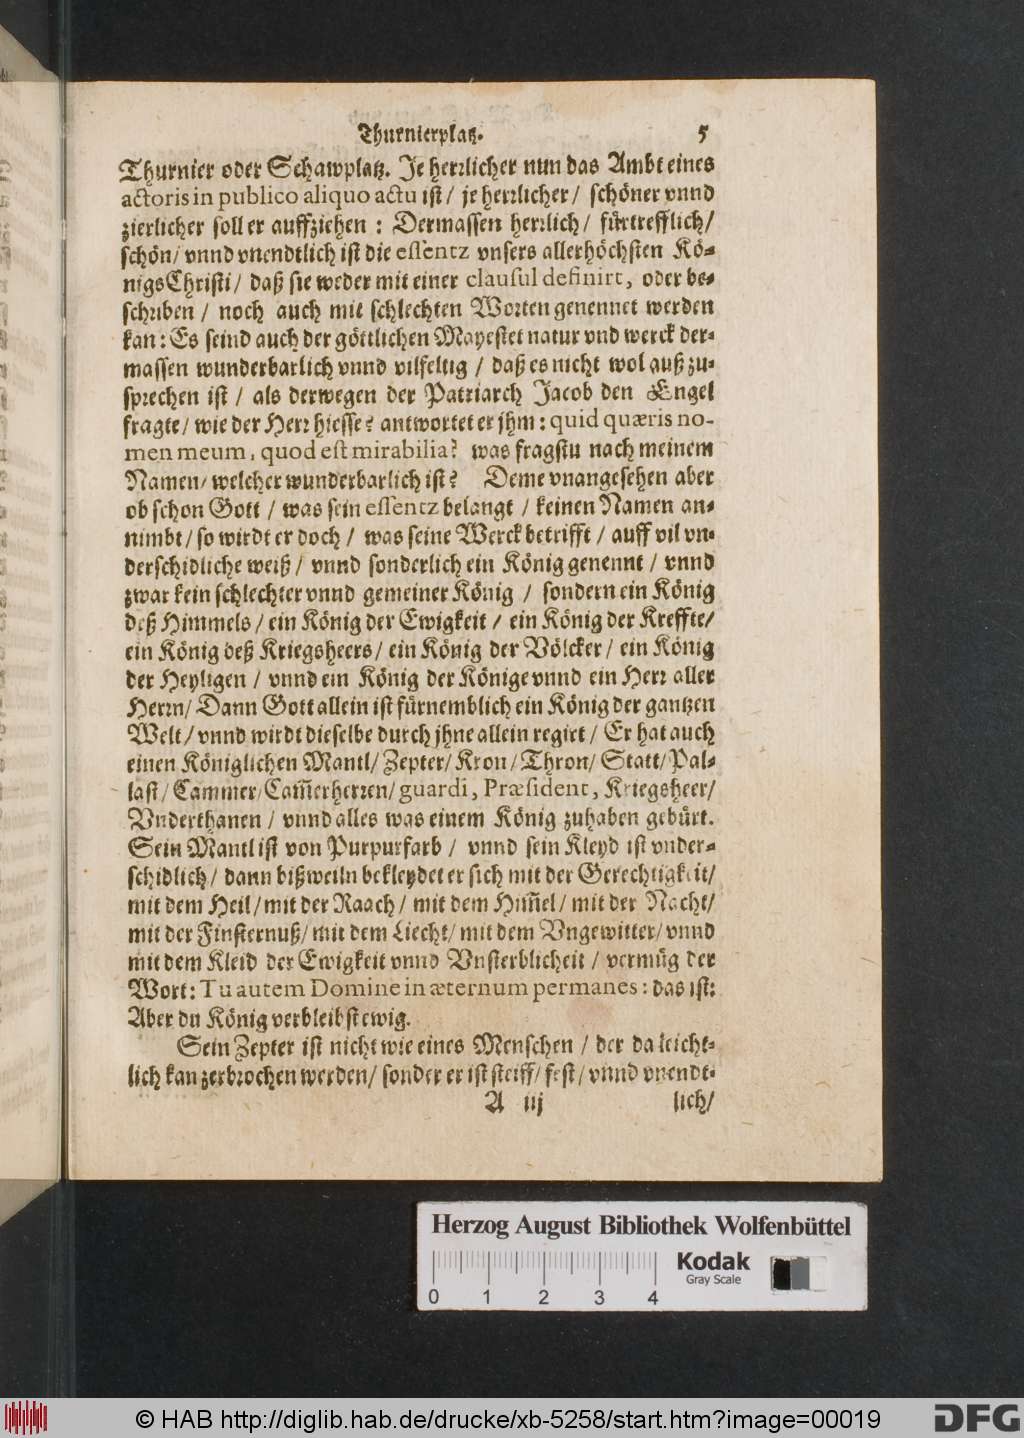 Thurnierplatz. 5
Thurnier oder Schawplatz. Je herrlicher nun das Ambt eines
actoris in publico aliquo actu ist/ je herrlicher/ schöner vnnd
zierlicher soll er auffziehen : Dermassen herrlich/ fürtrefflich/
schön/ vnnd vnendtlich ist die essentz vnsers allerhöchsten Kö-
nigs Christi/ daß sie weder mit einer clausul definirt, oder be-
schriben/ noch auch mit schlechten Worten genennet werden
kan: Es seind auch der göttlichen Mayestet natur vnd werck der-
massen wunderbarlich vnnd vilfeltig / daß es nicht wol auß zu-
sprechen ist / als derwegen der Patriarch Jacob den Engel
fragte/ wie der Herr hiesse? antwortet er jhm: quid quæris no-
men meum, quod est mirabilia? was fragstu nach meinem
Namen/ welcher wunderbarlich ist? Deme vnangesehen aber
ob schon Gott / was sein essentz belangt / keinen Namen an-
nimbt/ so wirdt er doch / was seine Werck betrifft / auff vil vn-
derschidliche weiß / vnnd sonderlich ein König genennt / vnnd
zwar kein schlechter vnnd gemeiner König / sondern ein König
deß Himmels/ ein König der Ewigkeit / ein König der Kreffte/
ein König deß Kriegsheers/ ein König der Völcker/ ein König
der Heyligen / vnnd ein König der Könige vnnd ein Herr aller
Herrn/ Dann Gott allein ist fürnemblich ein König der gantzen
Welt/ vnnd wirdt dieselbe durch jhne allein regirt / Er hat auch
einen Königlichen Mantl/ Zepter/ Kron/ Thron/ Statt/ Pal-
last/ Cammer/ Cam̃erherren/ guardi, Præsident, Kriegsheer/
Vnderthanen / vnnd alles was einem König zuhaben gebürt.
Sein Mantl ist von Purpurfarb / vnnd sein Kleyd ist vnder-
schidlich/ dann bißweiln bekleydet er sich mit der Gerechtigkeit/
mit dem Heil/ mit der Raach/ mit dem Him̃el/ mit der Nacht/
mit der Finsternuß/ mit dem Liecht/ mit dem Vngewitter/ vnnd
mit dem Kleid der Ewigkeit vnnd Vnsterblicheit / vermüg der
Wort: Tu autem Domine in æternum permanes: das ist:
Aber du König verbleibst ewig.
Sein Zepter ist nicht wie eines Menschen / der da leicht-
lich kan zerbrochen werden/ sonder er ist steiff/ fest/ vnnd vnendt-
A iij lich/
Herzog August Bibliothek Wolfenbüttel
Kodak
Gray Scale
0 1 2 3 4
© HAB http://diglib.hab.de/drucke/xb-5258/start.htm?image=00019
DFG